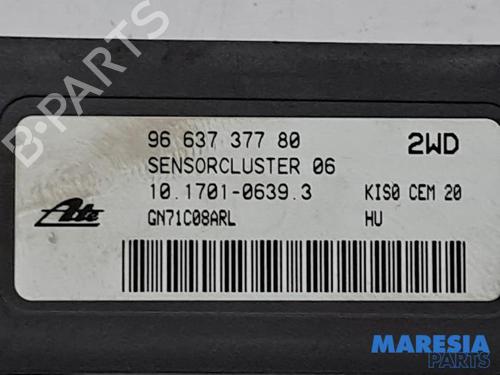 96 637 377 80 2WD
SENSORCLUSTER 06
10.1701-0639.3 KIS0 CEM 20
Ate GN71C08ARL HU
B-PARTS
MARESIA
PARTS